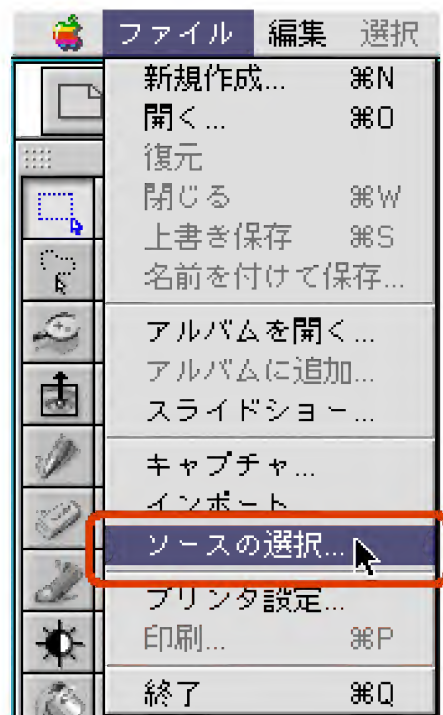 ファイル 編集 選択
新規作成... ⌘N
開く... ⌘O
復元
閉じる ⌘W
上書き保存 ⌘S
名前を付けて保存...
アルバムを開く...
アルバムに追加...
スライドショー...
キャプチャ...
インポート
ソースの選択...
プリンタ設定...
印刷... ⌘P
終了 ⌘Q